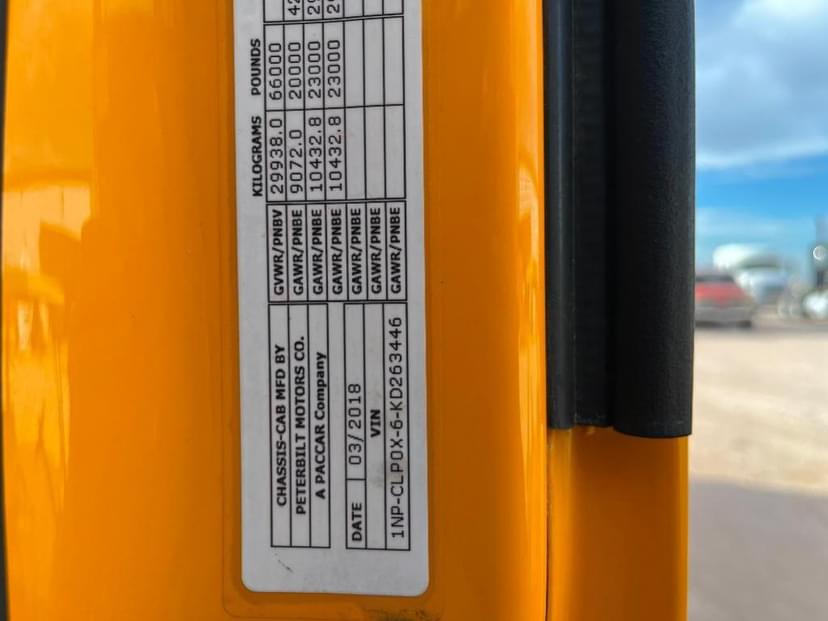 KILOGRAMS POUNDS
CHASSIS-CAB MFD BY GVWR/PNBV 29938.0 66000
PETERBILT MOTORS CO. GAWR/PNBE 9072.0 20000
A PACCAR Company GAWR/PNBE 10432.8 23000
GAWR/PNBE 10432.8 23000
DATE 03/2018 GAWR/PNBE
VIN GAWR/PNBE
1NP-CLP0X-6-KD263446 GAWR/PNBE